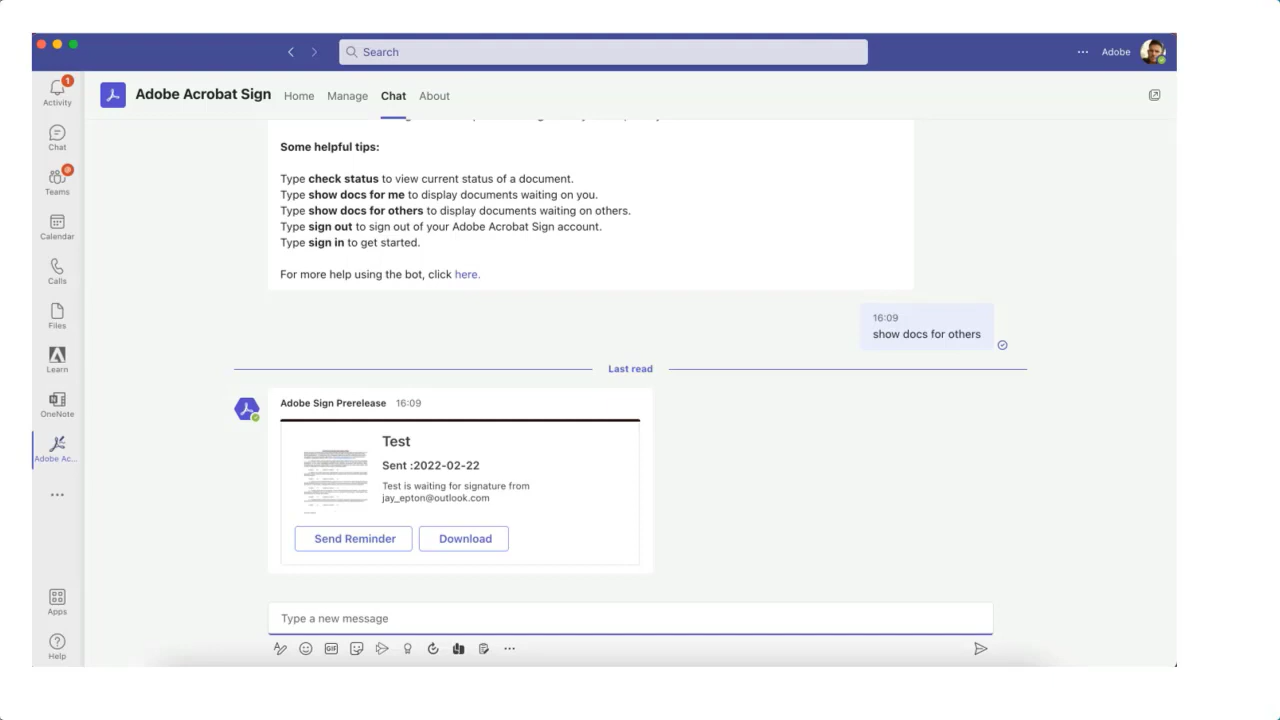 Search
Adobe
Activity
1
Chat
Teams
@
Calendar
Calls
Files
Learn
OneNote
Adobe Ac...
Apps
Help
Adobe Acrobat Sign Home Manage Chat About
Some helpful tips:
Type check status to view current status of a document.
Type show docs for me to display documents waiting on you.
Type show docs for others to display documents waiting on others.
Type sign out to sign out of your Adobe Acrobat Sign account.
Type sign in to get started.
For more help using the bot, click here.
16:09
show docs for others
Last read
Adobe Sign Prerelease 16:09
Test
Sent :2022-02-22
Test is waiting for signature from
jay_epton@outlook.com
Send Reminder Download
Type a new message
GIF